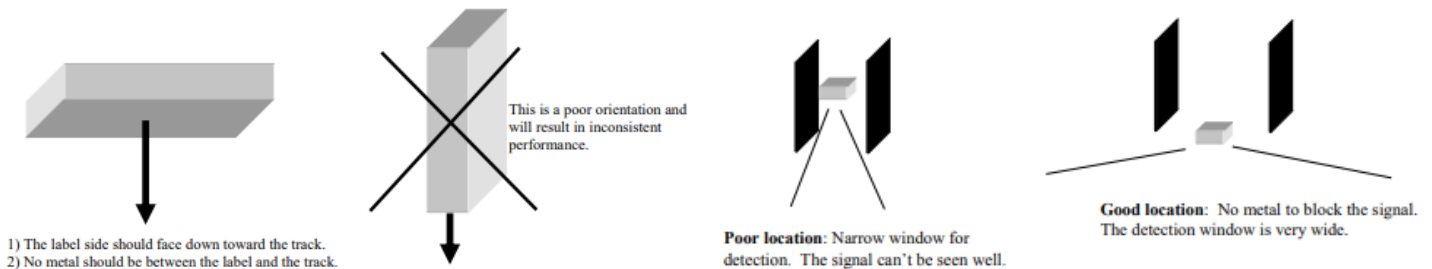 1) The label side should face down toward the track.
2) No metal should be between the label and the track.
This is a poor orientation and
will result in inconsistent
performance.
Poor location: Narrow window for
detection. The signal can't be seen well.
Good location: No metal to block the signal.
The detection window is very wide.